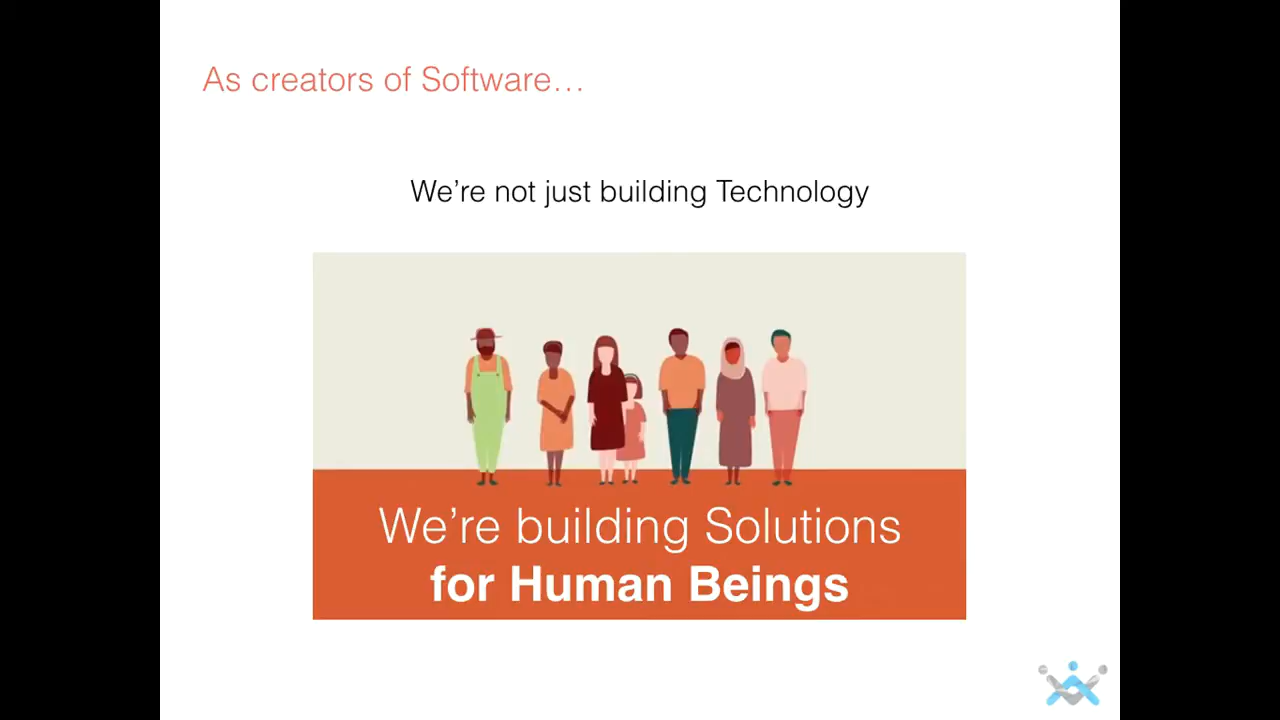 As creators of Software…
We’re not just building Technology
We’re building Solutions
for Human Beings